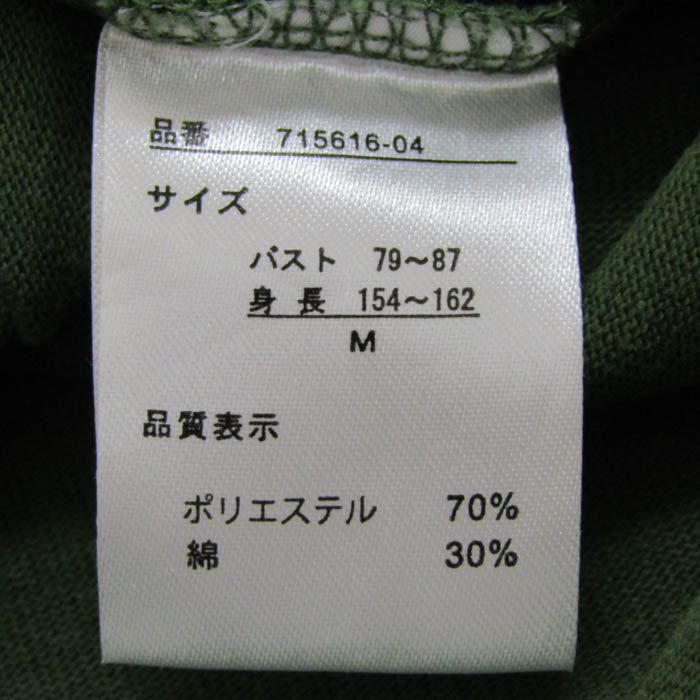 品番 715616-04
サイズ
バスト 79～87
身長 154～162
M
品質表示
ポリエステル 70%
綿 30%